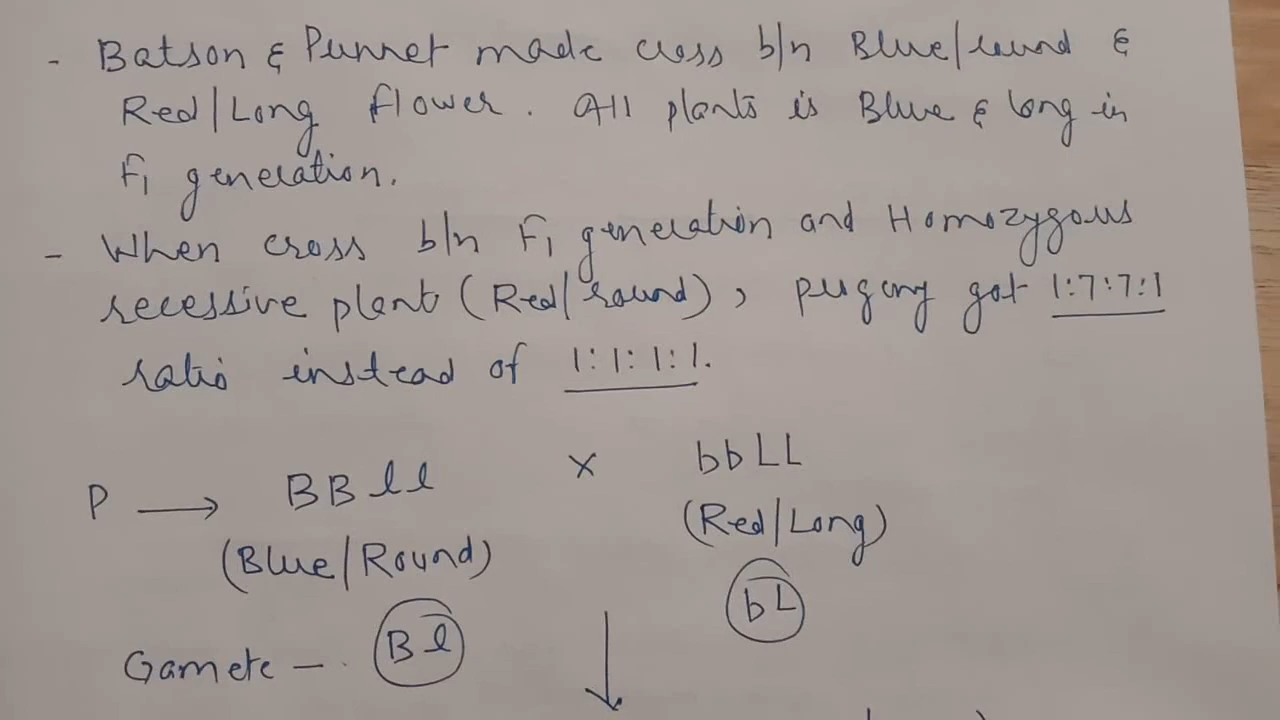 - Batson & Punnet made cross b/n Blue/round &
Red/Long flower. All plants is Blue & long in
F1 generation.
- When cross b/n F1 generation and Homozygous
recessive plant (Red/round), pugany got 1:7:7:1
ratio instead of 1:1:1:1.
P → BBll × bbLL
(Blue/Round) (Red/Long)
Gamete - Bl bL